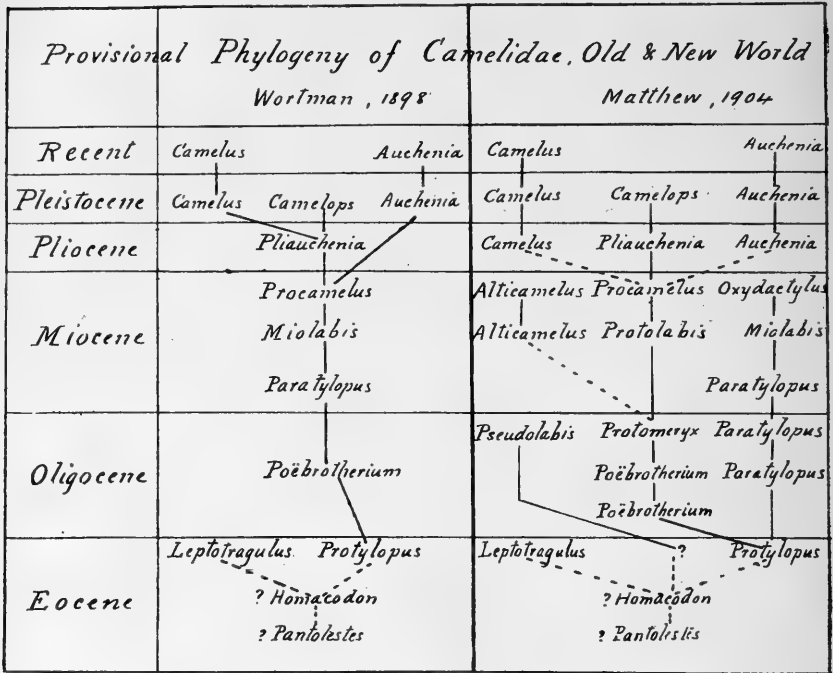 Provisional Phylogeny of Camelidae, Old & New World
Wortman, 1898 Matthew, 1904
Recent Camelus Auchenia Camelus Auchenia
Pleistocene Camelus Camelops Auchenia Camelus Camelops Auchenia
Pliocene Pliauchenia Camelus Pliauchenia Auchenia
Procamelus Alticamelus Procamelus Oxydactylus
Miocene Miolabis Alticamelus Protolabis Miolabis
Paratylopus Paratylopus
Pseudolabis Protomeryx Paratylopus
Oligocene Poëbrotherium Poëbrotherium Paratylopus
Poëbrotherium
Leptotragulus Protylopus Leptotragulus ? Protylopus
Eocene ? Homacodon ? Homacodon
? Pantolestes ? Pantolestes